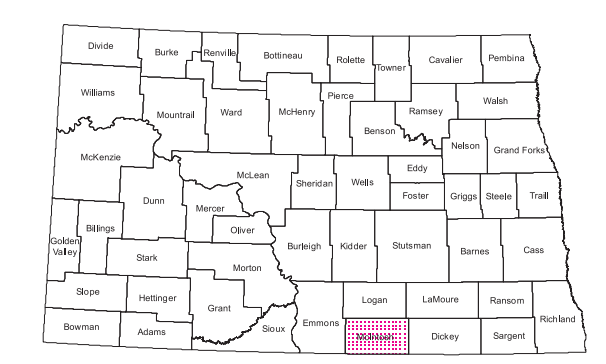 Divide
Burke
Renville
Bottineau
Rolette
Towner
Cavalier
Pembina
Williams
Mountrail
Ward
McHenry
Pierce
Benson
Ramsey
Walsh
Nelson
Grand Forks
McKenzie
McLean
Sheridan
Wells
Eddy
Foster
Griggs
Steele
Traill
Dunn
Mercer
Oliver
Golden
Valley
Billings
Stark
Morton
Burleigh
Kidder
Stutsman
Barnes
Cass
Slope
Hettinger
Grant
Sioux
Emmons
Logan
LaMoure
Ransom
Richland
Bowman
Adams
McIntosh
Dickey
Sargent